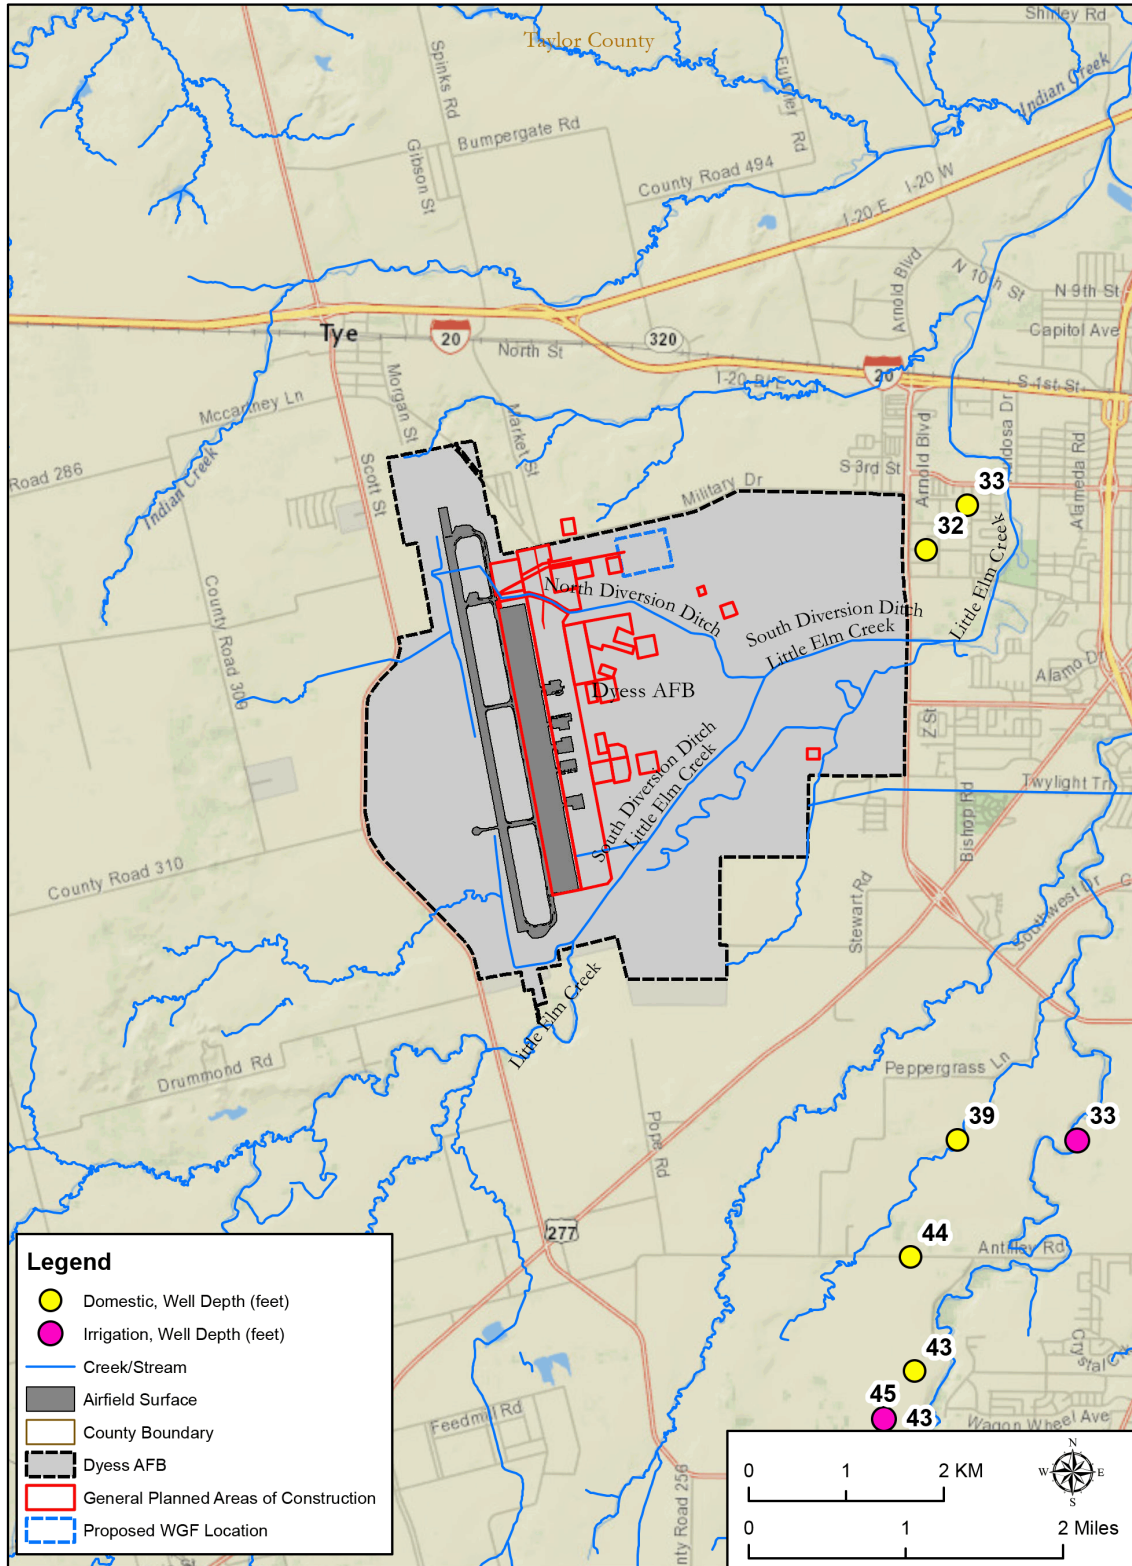 Shirley Rd
Taylor County
Spinks Rd
Fulwiler Rd
Indian Creek
Bumpergate Rd
Gibson St
County Road 494
I-20 W
I-20 E
Arnold Blvd
N 10th St
N 9th St
Capitol Ave
Tye
20
North St
320
20
S 1st St
Mccartney Ln
Morgan St
Market St
Arnold Blvd
Alameda Rd
Road 286
Indian Creek
Scott St
S 3rd St
Military Dr
33
32
Little Elm Creek
County Road 309
North Diversion Ditch
South Diversion Ditch
Little Elm Creek
Alamo Dr
Dyess AFB
Z St
South Diversion Ditch
Little Elm Creek
Twylight Trl
Bishop Rd
County Road 310
Stewart Rd
Southwest Dr
Little Elm Creek
Drummond Rd
Peppergrass Ln
Pope Rd
39
33
277
44
Antilley Rd
43
Crystal Crk
45
43
Wagon Wheel Ave
Feedmill Rd
nty Road 256
Legend
Domestic, Well Depth (feet)
Irrigation, Well Depth (feet)
Creek/Stream
Airfield Surface
County Boundary
Dyess AFB
General Planned Areas of Construction
Proposed WGF Location
0 1 2 KM
N
W E
S
0 1 2 Miles